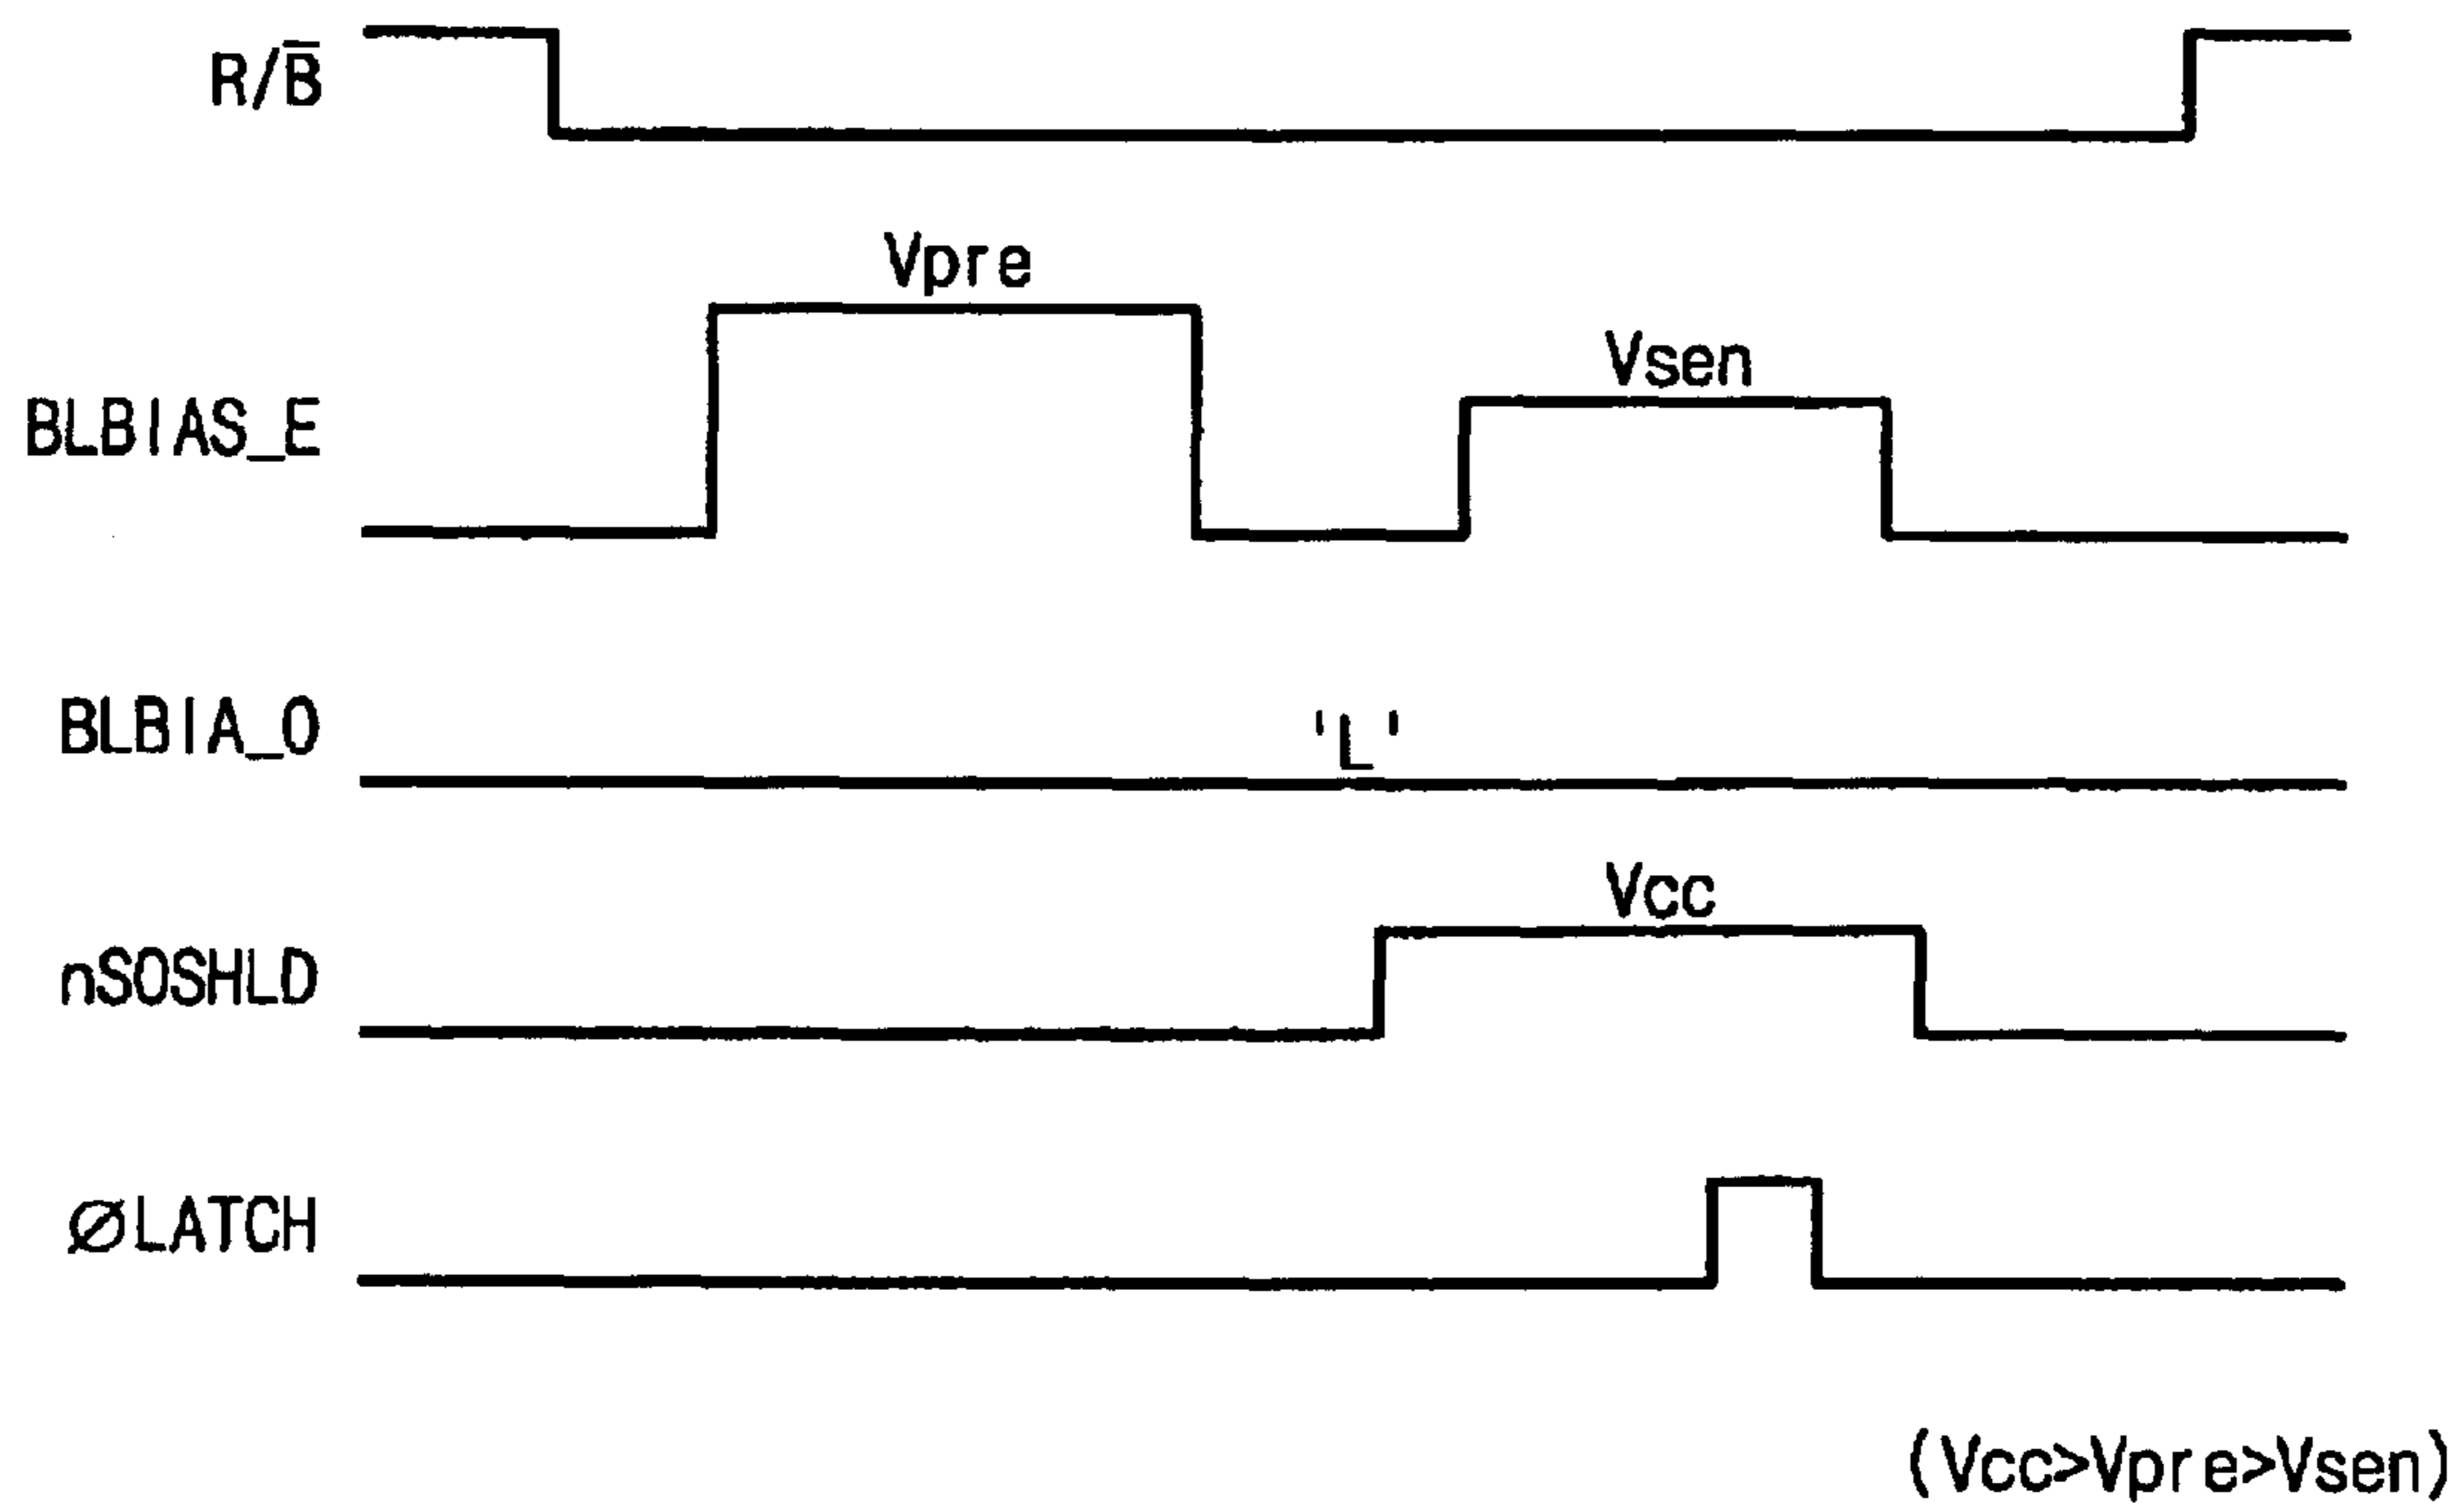 R/B̅
Vpre
Vsen
BLBIAS_E
'L'
BLBIA_O
Vcc
nSOSHLD
ØLATCH
(Vcc>Vpre>Vsen)